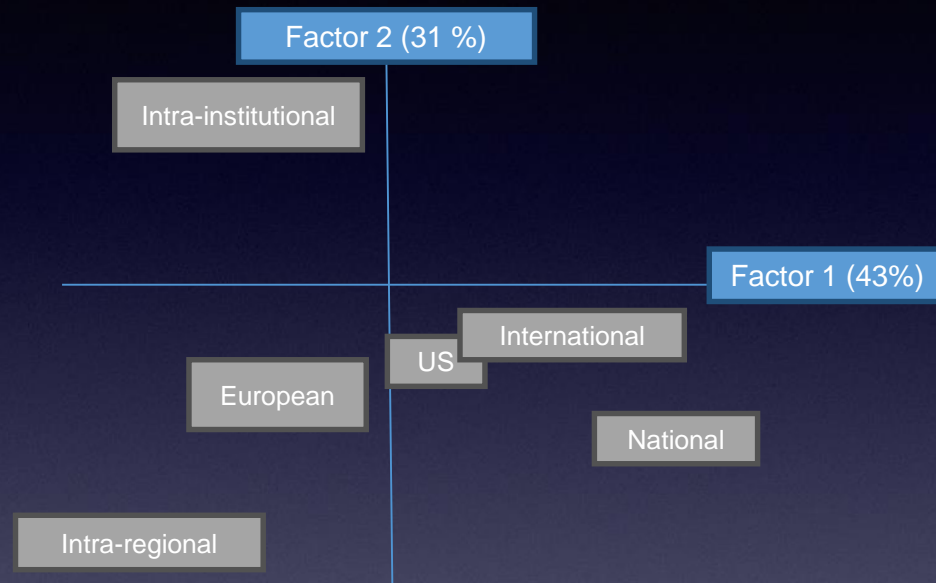 Factor 2 (31 %)
Intra-institutional
Factor 1 (43%)
International
US
European
National
Intra-regional